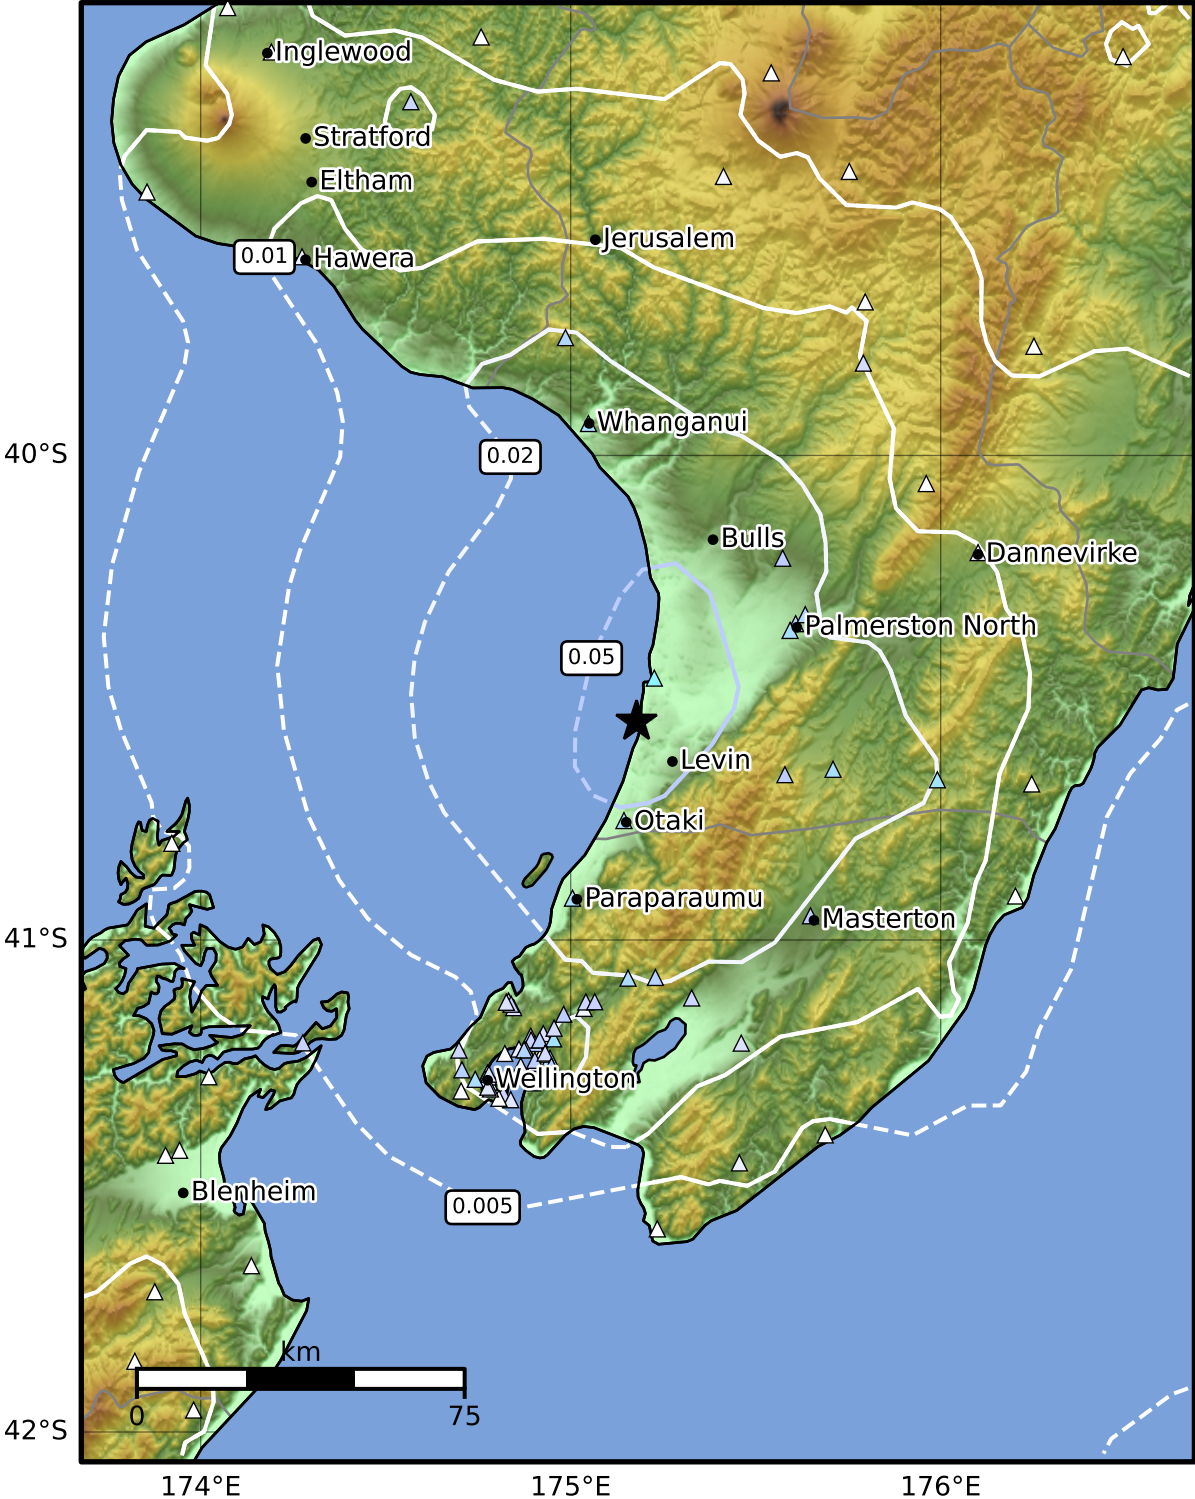 Inglewood
Stratford
Eltham
Jerusalem
0.01
Hawera
Whanganui
40°S
0.02
Bulls
Dannevirke
Palmerston North
0.05
Levin
Otaki
Paraparaumu
Masterton
41°S
Wellington
Blenheim
0.005
km
0
75
42°S
174°E
175°E
176°E